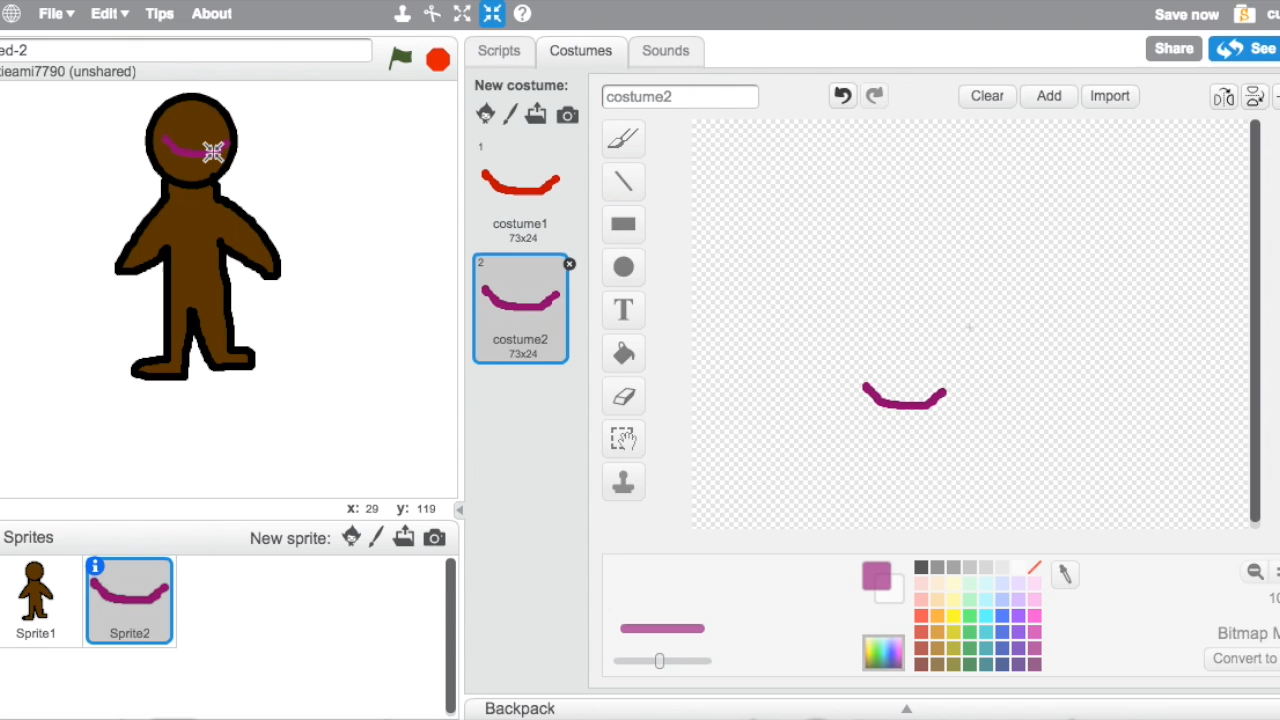 File Edit Tips About
Save now
ed-2
tieami7790 (unshared)
Scripts Costumes Sounds
Share See
New costume:
costume2
Clear Add Import
1
costume1
73x24
2
costume2
73x24
T
x: 29 y: 119
Sprites New sprite:
Sprite1 Sprite2
Bitmap M
Convert to
Backpack